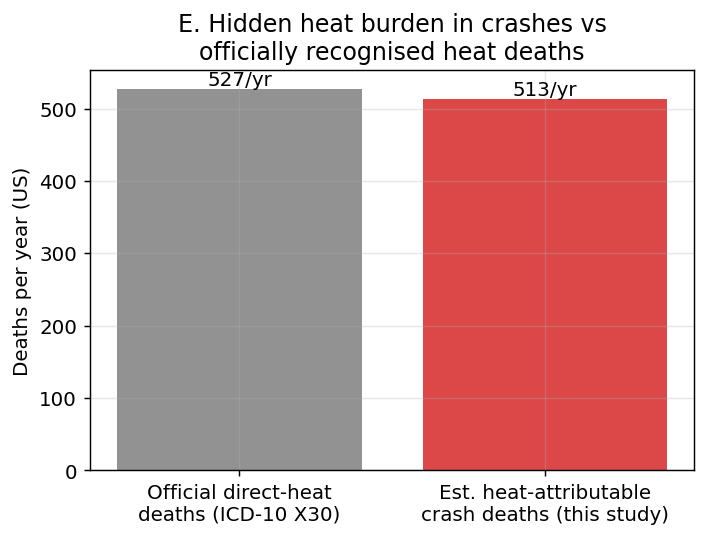 E. Hidden heat burden in crashes vs
officially recognised heat deaths
527/yr
513/yr
Deaths per year (US)
500
400
300
200
100
0
Official direct-heat
deaths (ICD-10 X30)
Est. heat-attributable
crash deaths (this study)